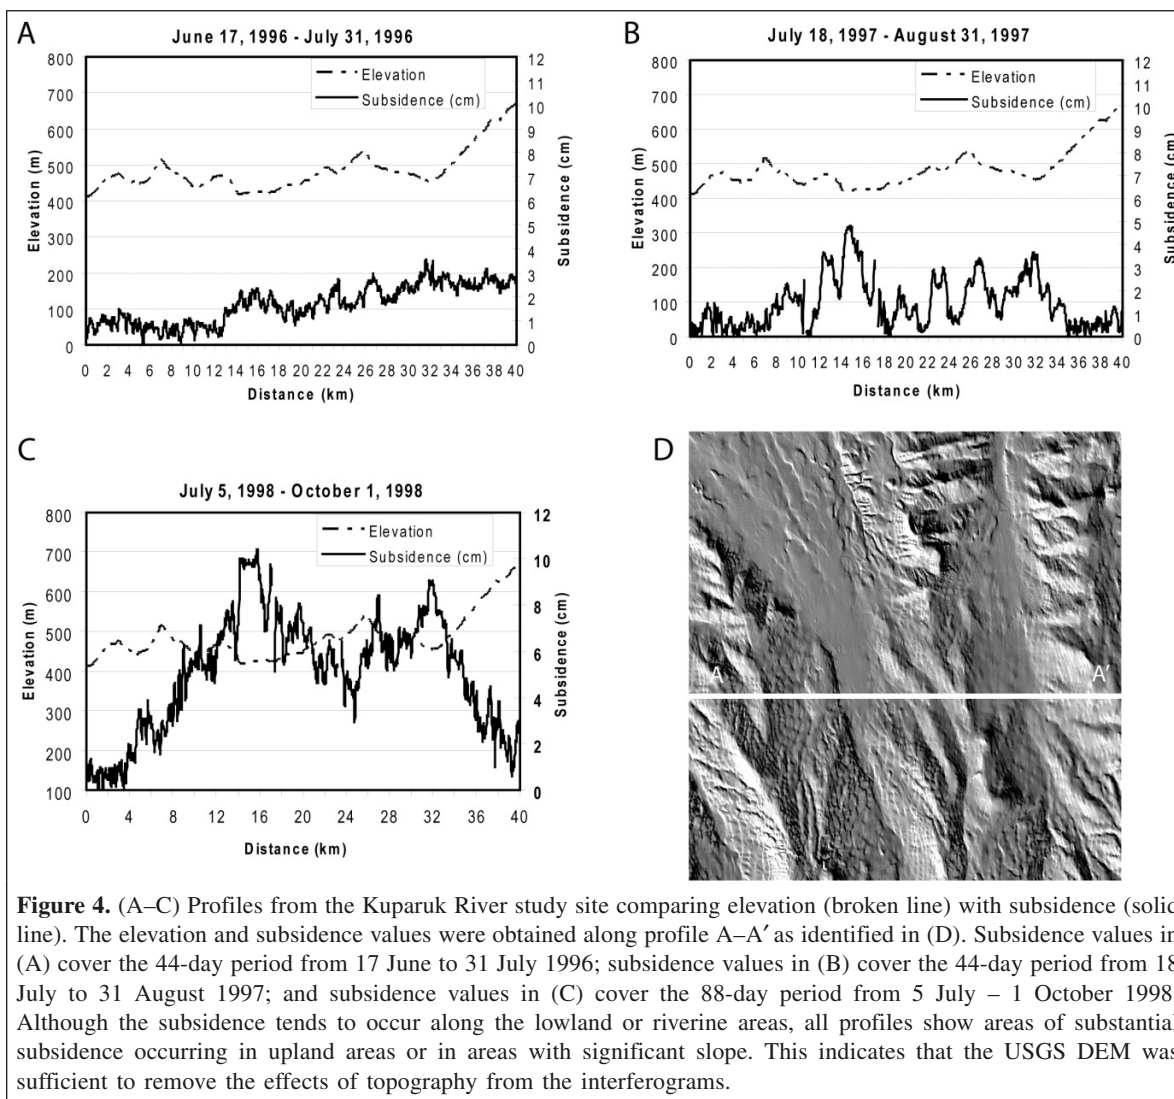 A
June 17, 1996 - July 31, 1996
Elevation
Subsidence (cm)
800
700
600
500
400
300
200
100
0
Elevation (m)
12
11
10
9
8
7
6
5
4
3
2
1
0
Subsidence (cm)
0 2 4 6 8 10 12 14 16 18 20 22 24 26 28 30 32 34 36 38 40
Distance (km)
B
July 18, 1997 - August 31, 1997
Elevation
Subsidence (cm)
800
700
600
500
400
300
200
100
0
Elevation (m)
12
11
10
9
8
7
6
5
4
3
2
1
0
Subsidence (cm)
0 2 4 6 8 10 12 14 16 18 20 22 24 26 28 30 32 34 36 38 40
Distance (km)
C
July 5, 1998 - October 1, 1998
Elevation
Subsidence (cm)
800
700
600
500
400
300
200
100
Elevation (m)
12
10
8
6
4
2
0
Subsidence (cm)
0 4 8 12 16 20 24 28 32 36 40
Distance (km)
D
A A′
Figure 4. (A–C) Profiles from the Kuparuk River study site comparing elevation (broken line) with subsidence (solid
line). The elevation and subsidence values were obtained along profile A–A′ as identified in (D). Subsidence values in
(A) cover the 44-day period from 17 June to 31 July 1996; subsidence values in (B) cover the 44-day period from 18
July to 31 August 1997; and subsidence values in (C) cover the 88-day period from 5 July – 1 October 1998
Although the subsidence tends to occur along the lowland or riverine areas, all profiles show areas of substantial
subsidence occurring in upland areas or in areas with significant slope. This indicates that the USGS DEM was
sufficient to remove the effects of topography from the interferograms.